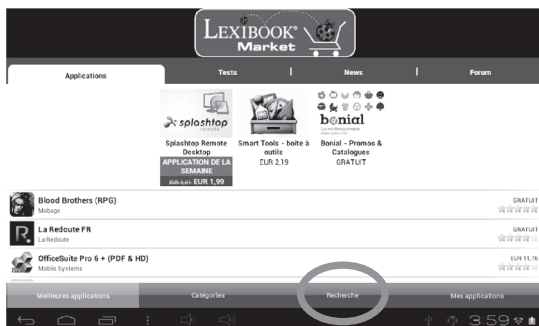 LEXIBOOK®
Market
Applications
Tests
News
Forum
splashtop
remote
bonial
Splashtop Remote
Desktop
APPLICATION DE LA
SEMAINE
EUR 1,99
Smart Tools - boîte à
outils
EUR 2,19
Bonial - Promos &
Catalogues
GRATUIT
Blood Brothers (RPG)
Mobage
GRATUIT
R.
La Redoute FR
La Redoute
GRATUIT
OfficeSuite Pro 6 + (PDF & HD)
Mobile Systems
EUR 11,76
Meilleures applications
Catégories
Recherche
Mes applications
3:59